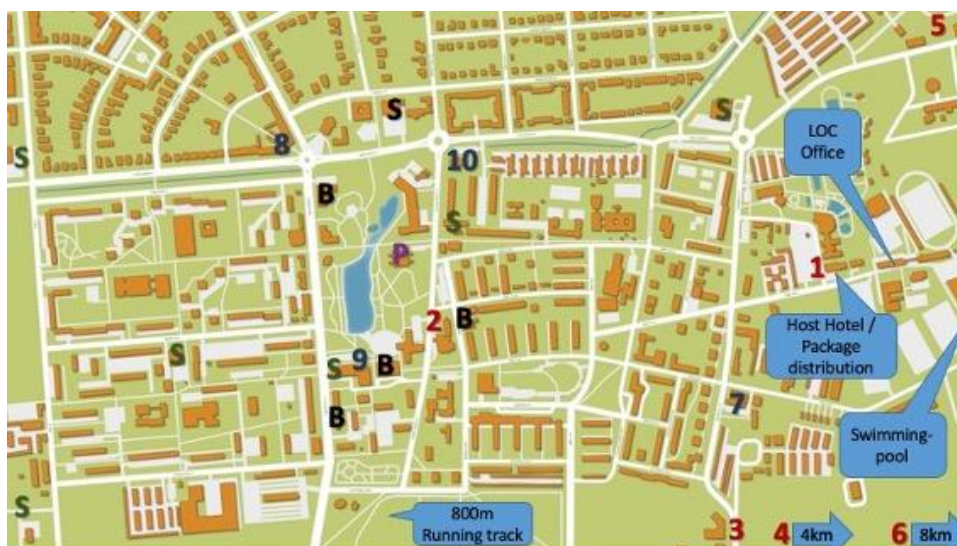 5
S
S
LOC
Office
8
10
S
B
S
P
1
2
B
Host Hotel /
Package
distribution
S
9
S
B
7
B
Swimming-
pool
S
800m
Running track
3
4
4km
6
8km